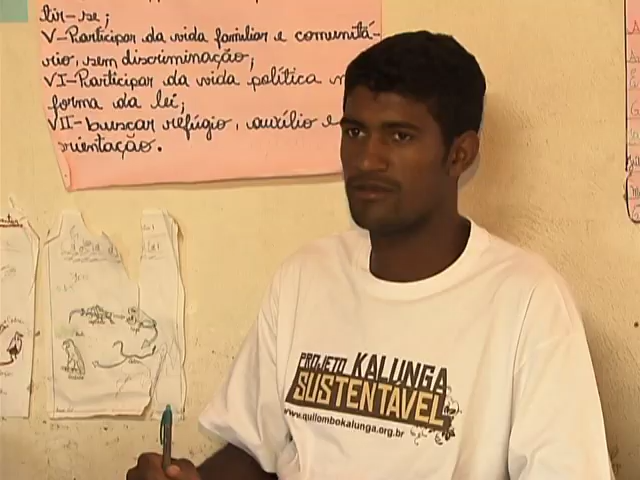 tir-se;
V-Participar da vida familiar e comunitá-
rio, sem discriminação;
VI-Participar da vida política n
forma da lei;
VII-buscar refúgio, auxílio e
orientação.
PROJETO KALUNGA
SUSTENTÁVEL
www.quilombokalunga.org.br